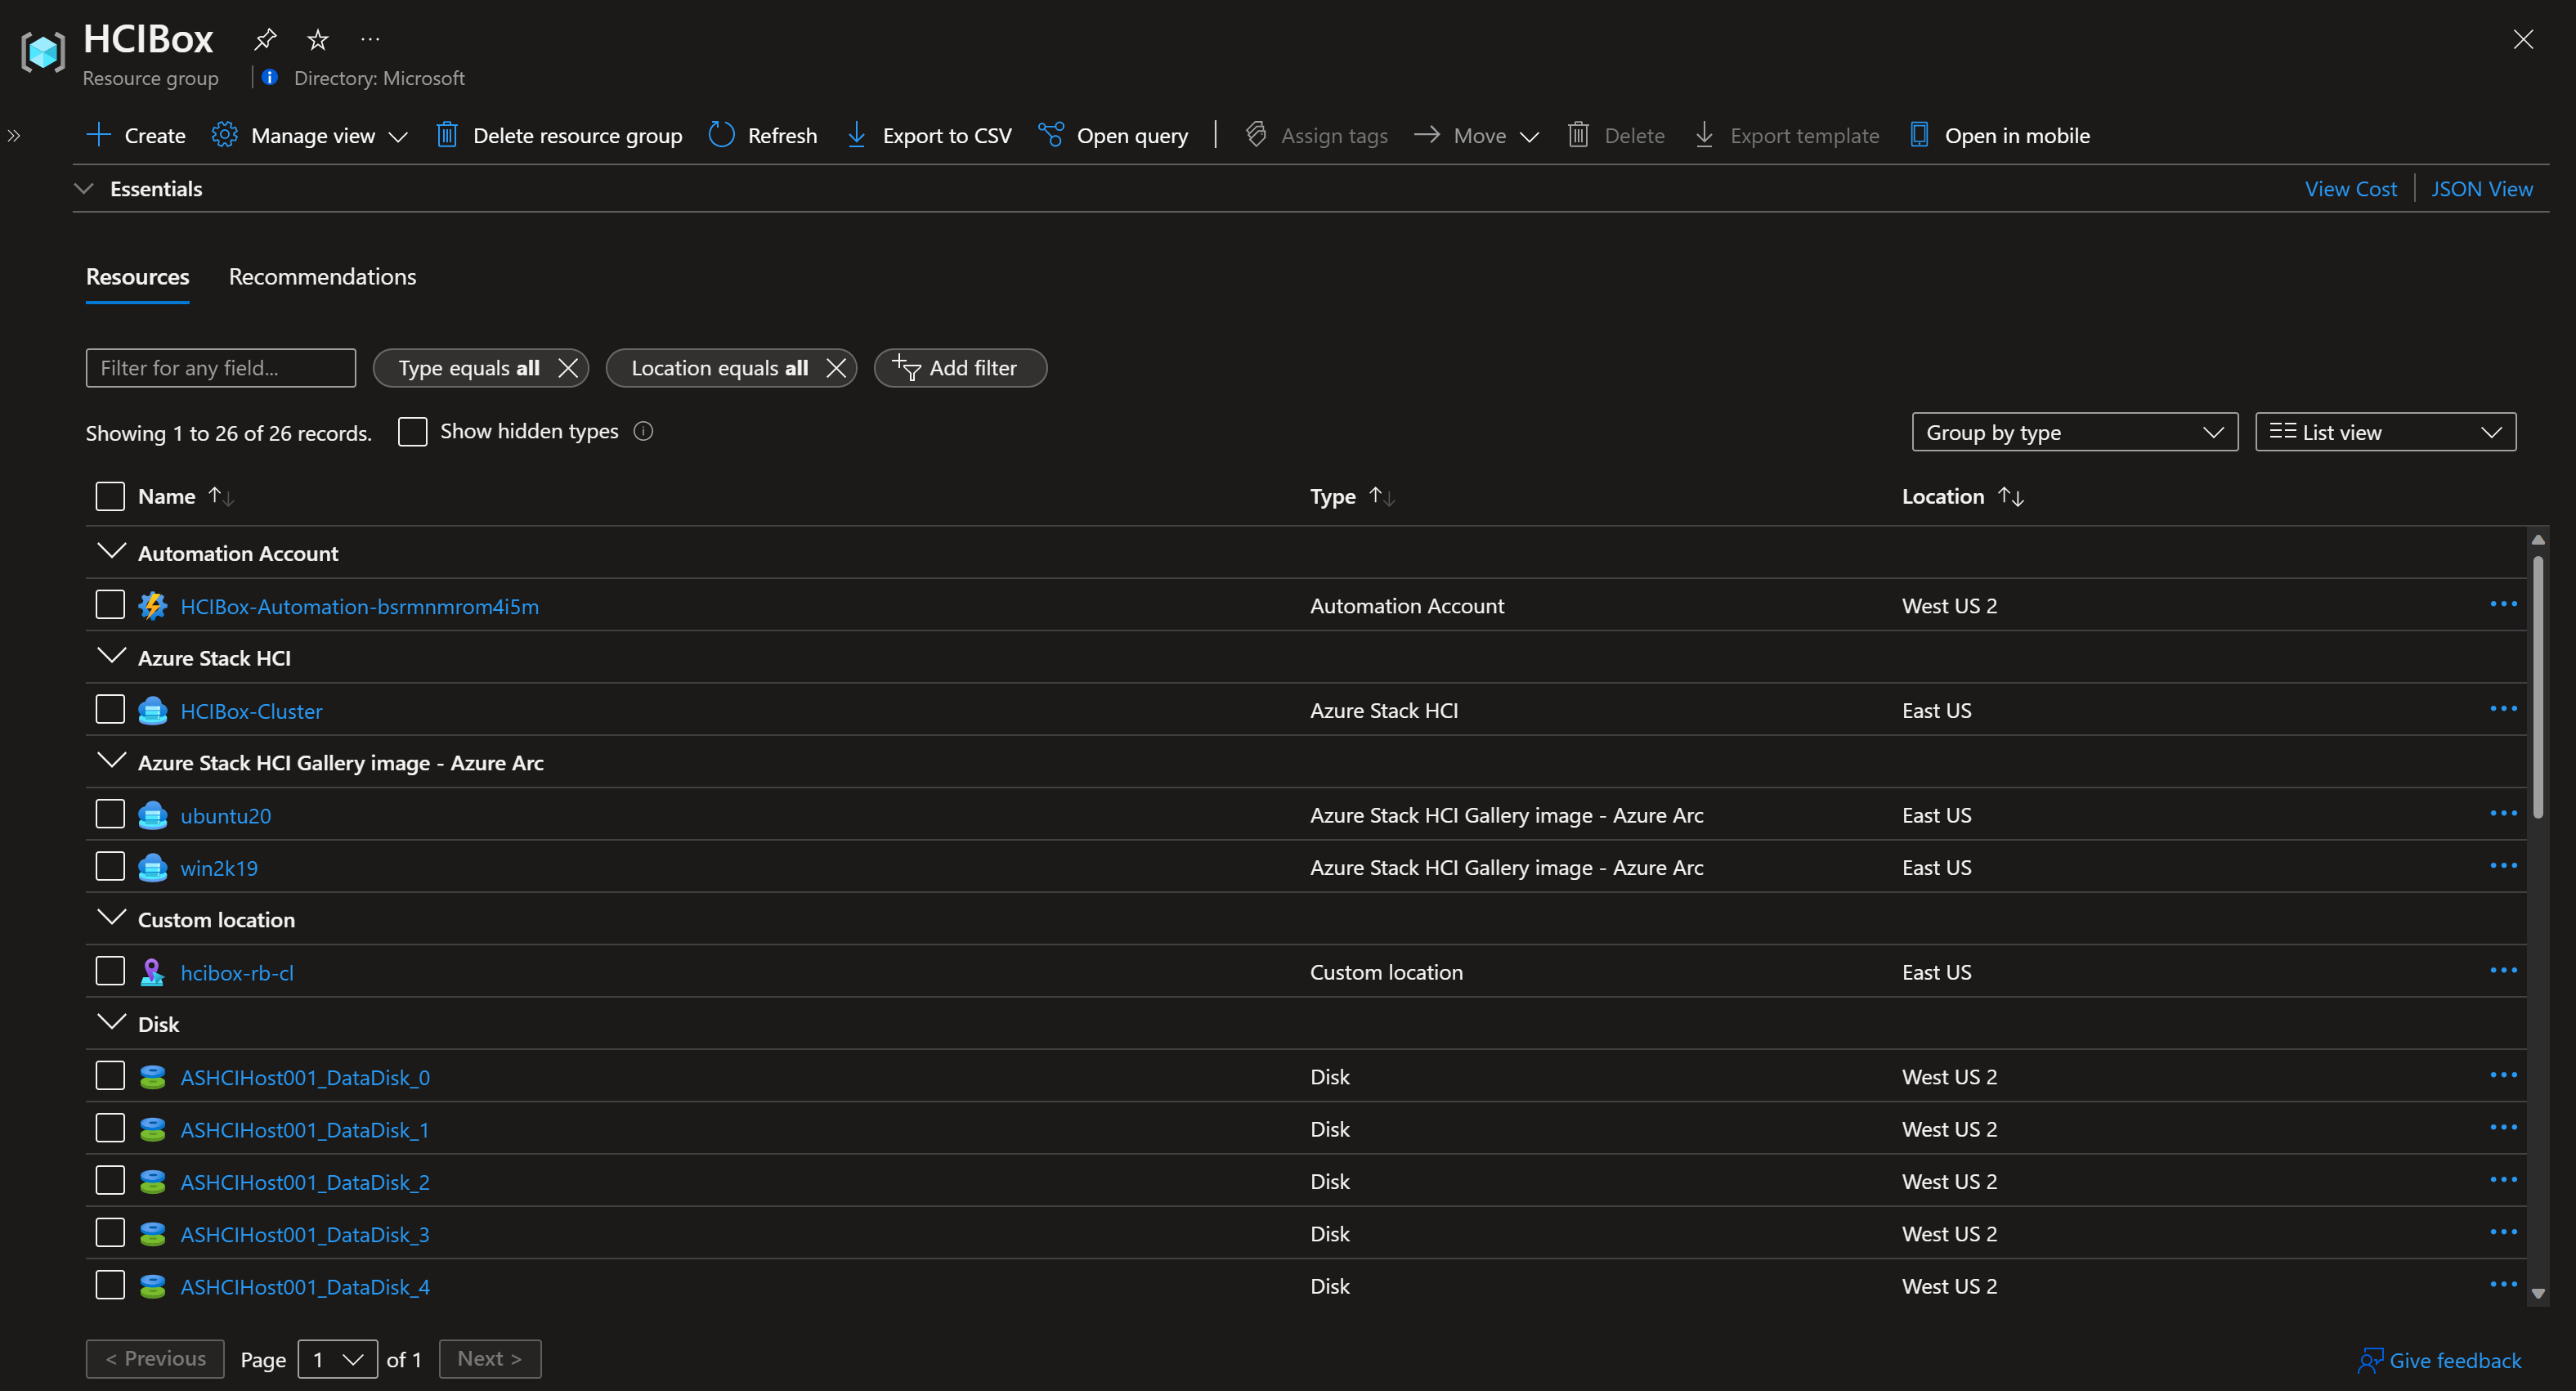 HCIBox
Resource group
Directory: Microsoft
Create Manage view Delete resource group Refresh Export to CSV Open query Assign tags Move Delete Export template Open in mobile
Essentials View Cost JSON View
Resources Recommendations
Filter for any field... Type equals all Location equals all Add filter
Showing 1 to 26 of 26 records. Show hidden types Group by type List view
Name Type Location
Automation Account
HCIBox-Automation-bsrmnmrom4i5m Automation Account West US 2
Azure Stack HCI
HCIBox-Cluster Azure Stack HCI East US
Azure Stack HCI Gallery image - Azure Arc
ubuntu20 Azure Stack HCI Gallery image - Azure Arc East US
win2k19 Azure Stack HCI Gallery image - Azure Arc East US
Custom location
hcibox-rb-cl Custom location East US
Disk
ASHCIHost001_DataDisk_0 Disk West US 2
ASHCIHost001_DataDisk_1 Disk West US 2
ASHCIHost001_DataDisk_2 Disk West US 2
ASHCIHost001_DataDisk_3 Disk West US 2
ASHCIHost001_DataDisk_4 Disk West US 2
< Previous Page 1 of 1 Next > Give feedback